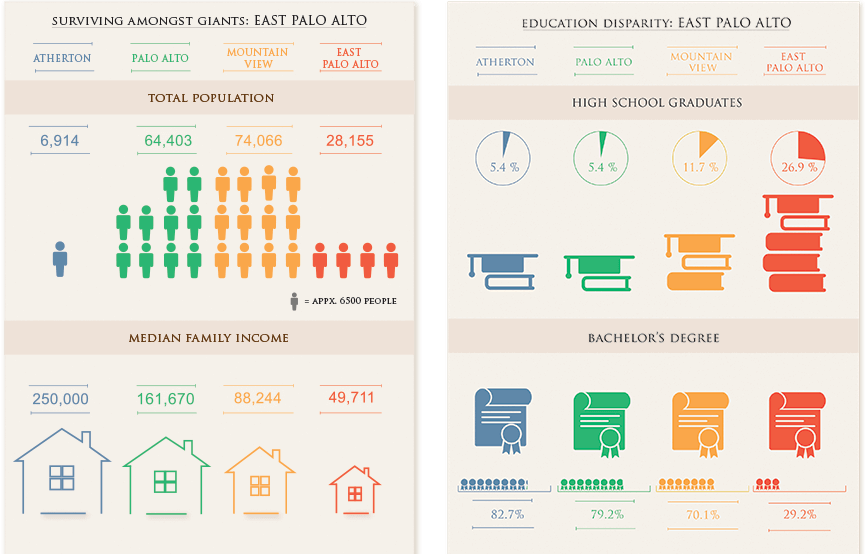 SURVIVING AMONGST GIANTS: EAST PALO ALTO
ATHERTON
PALO ALTO
MOUNTAIN
VIEW
EAST
PALO ALTO
TOTAL POPULATION
6,914
64,403
74,066
28,155
= APPX. 6500 PEOPLE
MEDIAN FAMILY INCOME
250,000
161,670
88,244
49,711
EDUCATION DISPARITY: EAST PALO ALTO
ATHERTON
PALO ALTO
MOUNTAIN
VIEW
EAST
PALO ALTO
HIGH SCHOOL GRADUATES
5.4 %
5.4 %
11.7 %
26.9 %
BACHELOR'S DEGREE
82.7%
79.2%
70.1%
29.2%